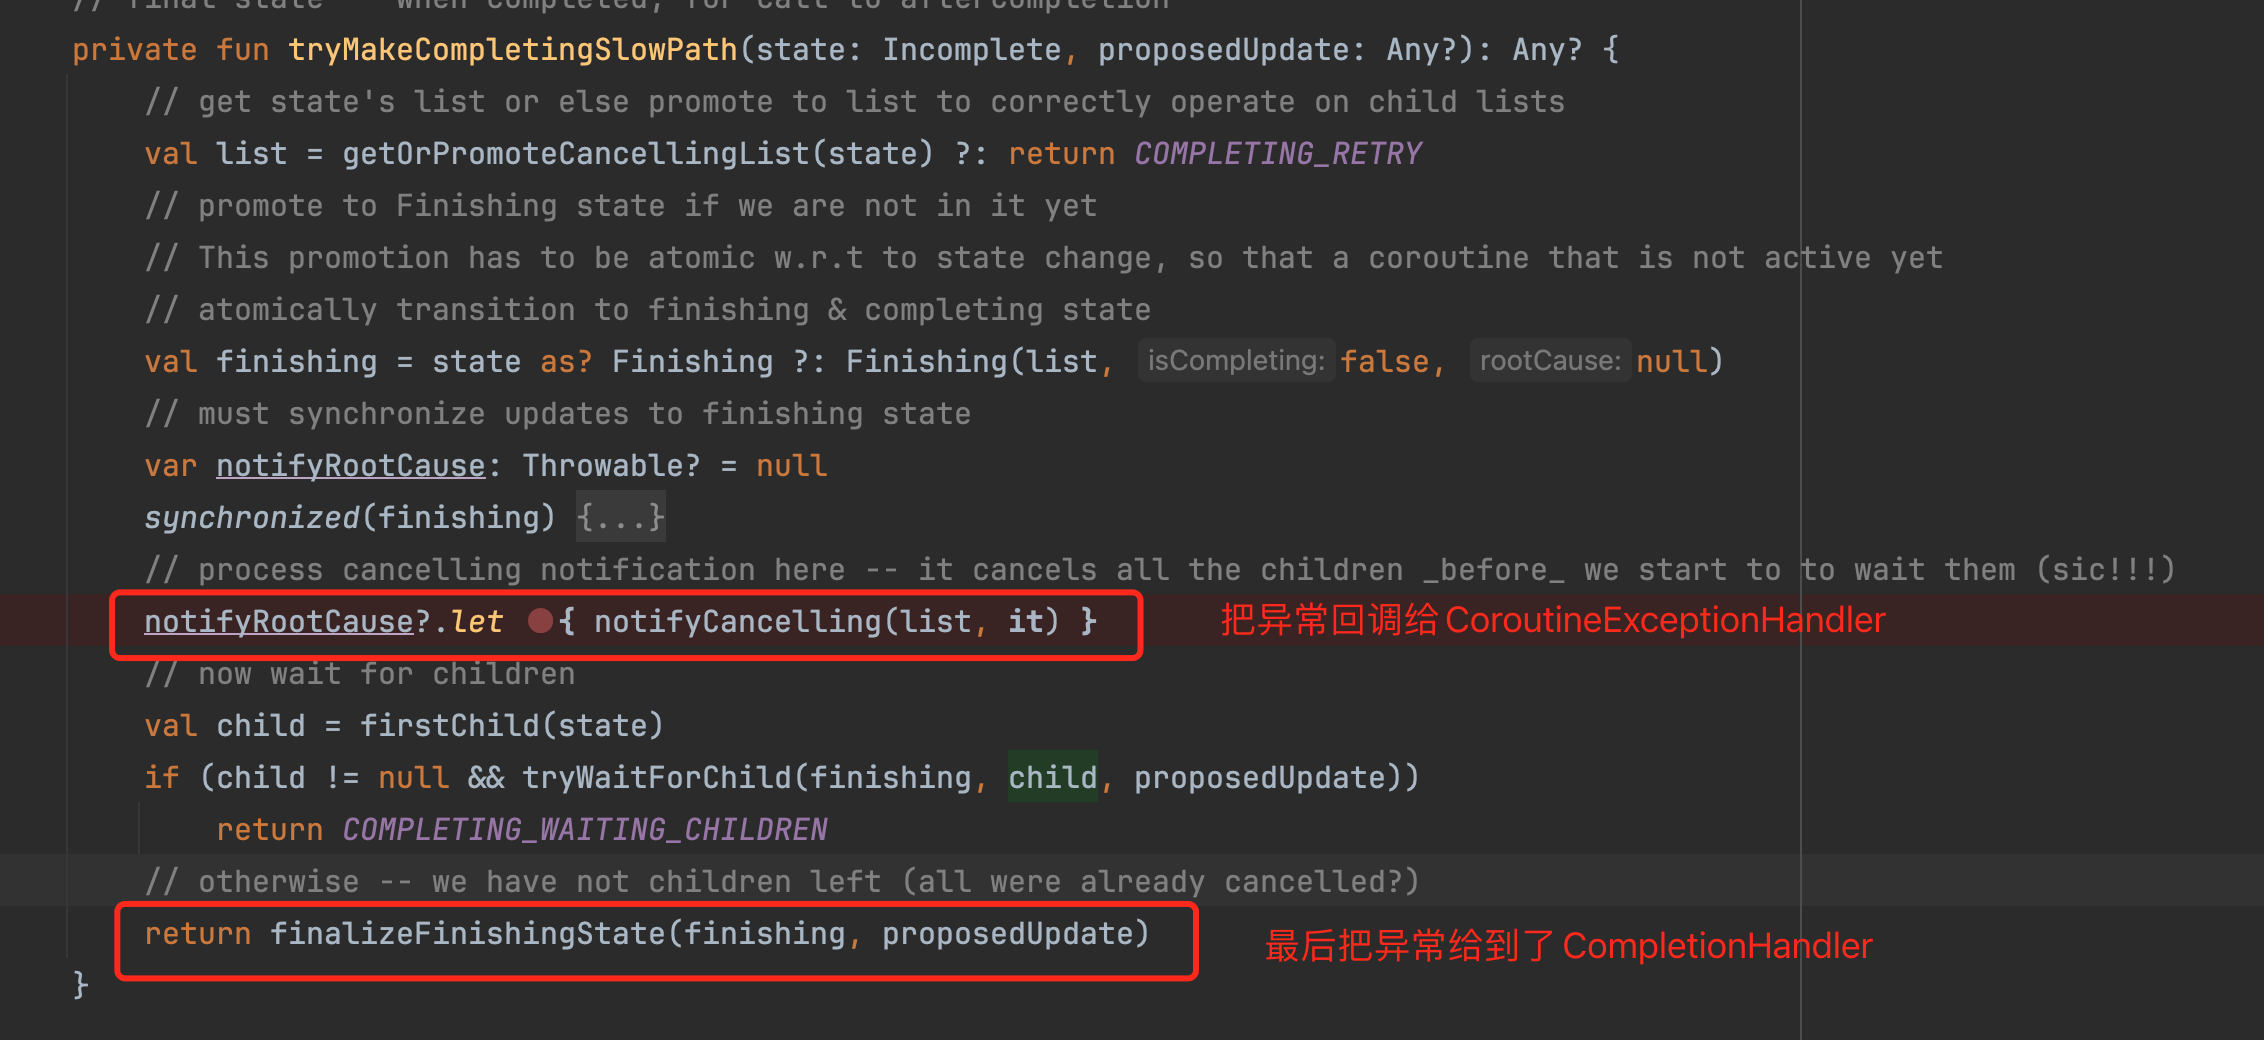 // final state -- when completed, for call to afterCompletion
private fun tryMakeCompletingSlowPath(state: Incomplete, proposedUpdate: Any?): Any? {
// get state's list or else promote to list to correctly operate on child lists
val list = getOrPromoteCancellingList(state) ?: return COMPLETING_RETRY
// promote to Finishing state if we are not in it yet
// This promotion has to be atomic w.r.t to state change, so that a coroutine that is not active yet
// atomically transition to finishing & completing state
val finishing = state as? Finishing ?: Finishing(list, isCompleting: false, rootCause: null)
// must synchronize updates to finishing state
var notifyRootCause: Throwable? = null
synchronized(finishing) {...}
// process cancelling notification here -- it cancels all the children _before_ we start to to wait them (sic!!!)
notifyRootCause?.let { notifyCancelling(list, it) } 把异常回调给 CoroutineExceptionHandler
// now wait for children
val child = firstChild(state)
if (child != null && tryWaitForChild(finishing, child, proposedUpdate))
return COMPLETING_WAITING_CHILDREN
// otherwise -- we have not children left (all were already cancelled?)
return finalizeFinishingState(finishing, proposedUpdate) 最后把异常给到了 CompletionHandler
}